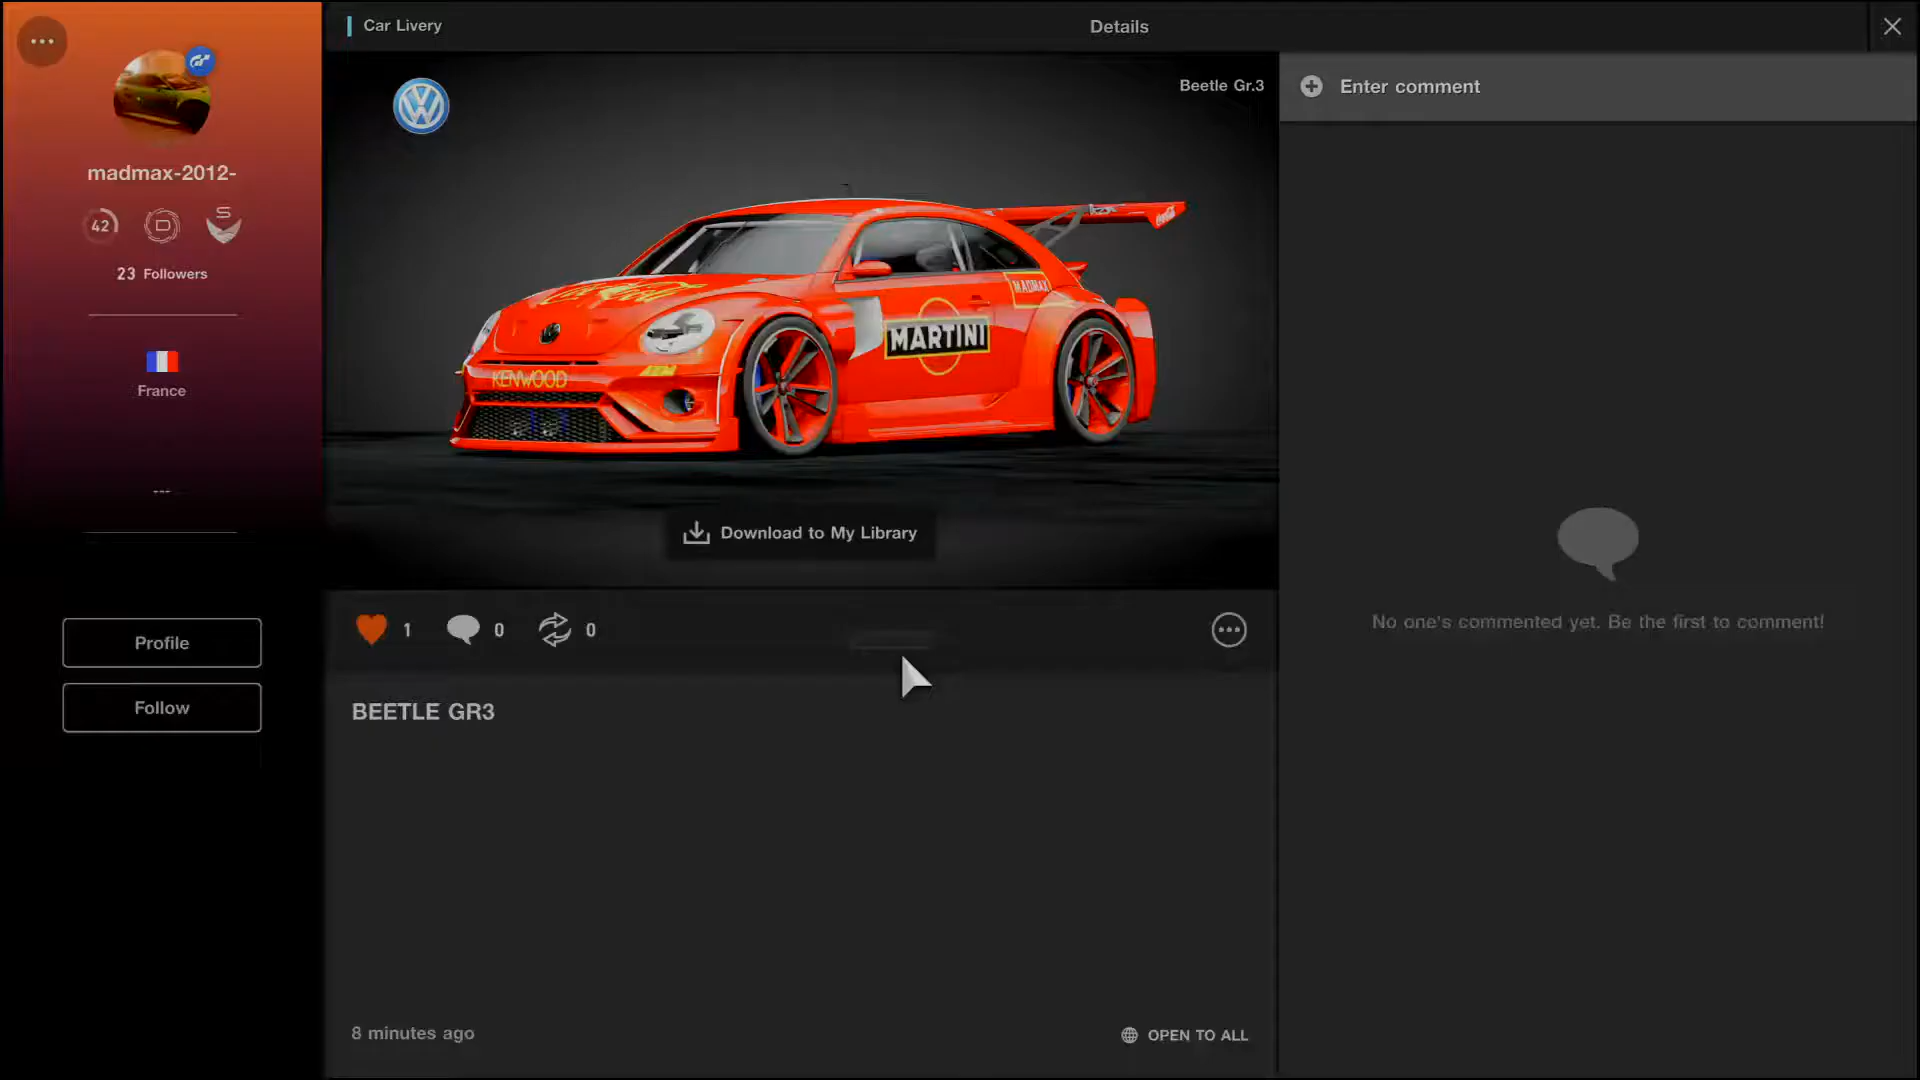 Car Livery
Details
Enter comment
Beetle Gr.3
madmax-2012-
42
D
S
23 Followers
France
---
Profile
Follow
KENWOOD
MARTINI
MADMAX
Download to My Library
1
0
0
BEETLE GR3
8 minutes ago
OPEN TO ALL
No one's commented yet. Be the first to comment!